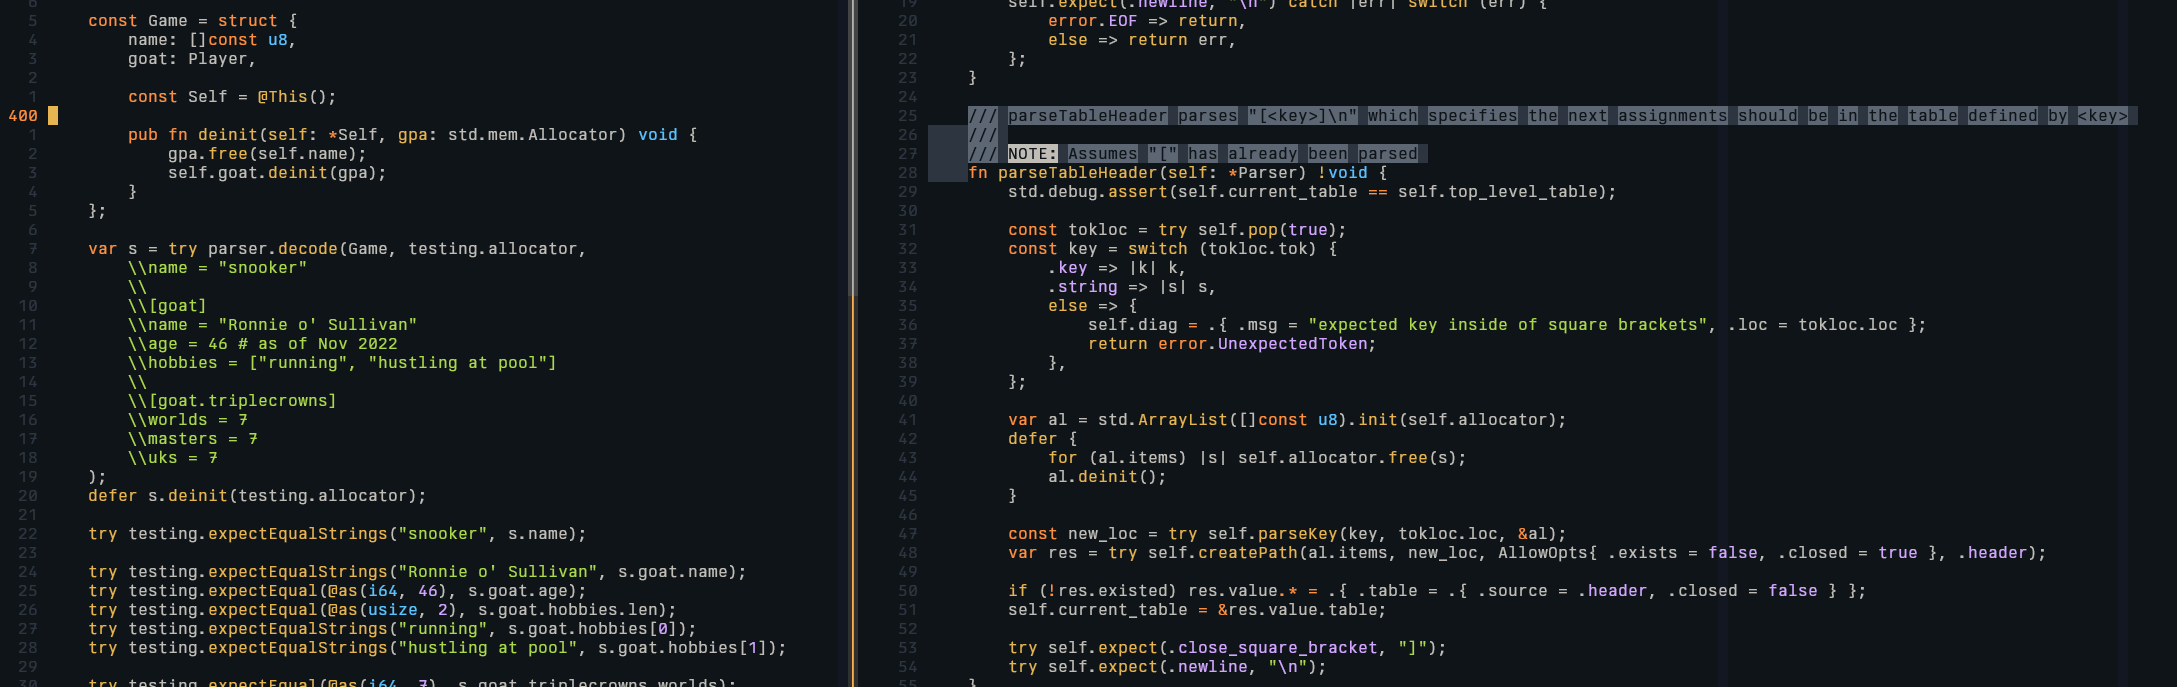 6
5 const Game = struct {
4 name: []const u8,
3 goat: Player,
2
1 const Self = @This();
400
1 pub fn deinit(self: *Self, gpa: std.mem.Allocator) void {
2 gpa.free(self.name);
3 self.goat.deinit(gpa);
4 }
5 };
6
7 var s = try parser.decode(Game, testing.allocator,
8 \\name = "snooker"
9 \\
10 \\[goat]
11 \\name = "Ronnie o' Sullivan"
12 \\age = 46 # as of Nov 2022
13 \\hobbies = ["running", "hustling at pool"]
14 \\
15 \\[goat.triplecrowns]
16 \\worlds = 7
17 \\masters = 7
18 \\uks = 7
19 );
20 defer s.deinit(testing.allocator);
21
22 try testing.expectEqualStrings("snooker", s.name);
23
24 try testing.expectEqualStrings("Ronnie o' Sullivan", s.goat.name);
25 try testing.expectEqual(@as(i64, 46), s.goat.age);
26 try testing.expectEqual(@as(usize, 2), s.goat.hobbies.len);
27 try testing.expectEqualStrings("running", s.goat.hobbies[0]);
28 try testing.expectEqualStrings("hustling at pool", s.goat.hobbies[1]);
29
30 try testing.expectEqual(@as(i64, 7), s.goat.triplecrowns.worlds);
19 self.expect(.newline, "\n") catch |err| switch (err) {
20 error.EOF => return,
21 else => return err,
22 };
23 }
24
25 /// parseTableHeader parses "[<key>]\n" which specifies the next assignments should be in the table defined by <key>
26 ///
27 /// NOTE: Assumes "[" has already been parsed
28 fn parseTableHeader(self: *Parser) !void {
29 std.debug.assert(self.current_table == self.top_level_table);
30
31 const tokloc = try self.pop(true);
32 const key = switch (tokloc.tok) {
33 .key => |k| k,
34 .string => |s| s,
35 else => {
36 self.diag = .{ .msg = "expected key inside of square brackets", .loc = tokloc.loc };
37 return error.UnexpectedToken;
38 },
39 };
40
41 var al = std.ArrayList([]const u8).init(self.allocator);
42 defer {
43 for (al.items) |s| self.allocator.free(s);
44 al.deinit();
45 }
46
47 const new_loc = try self.parseKey(key, tokloc.loc, &al);
48 var res = try self.createPath(al.items, new_loc, AllowOpts{ .exists = false, .closed = true }, .header);
49
50 if (!res.existed) res.value.* = .{ .table = .{ .source = .header, .closed = false } };
51 self.current_table = &res.value.table;
52
53 try self.expect(.close_square_bracket, "]");
54 try self.expect(.newline, "\n");
55 }